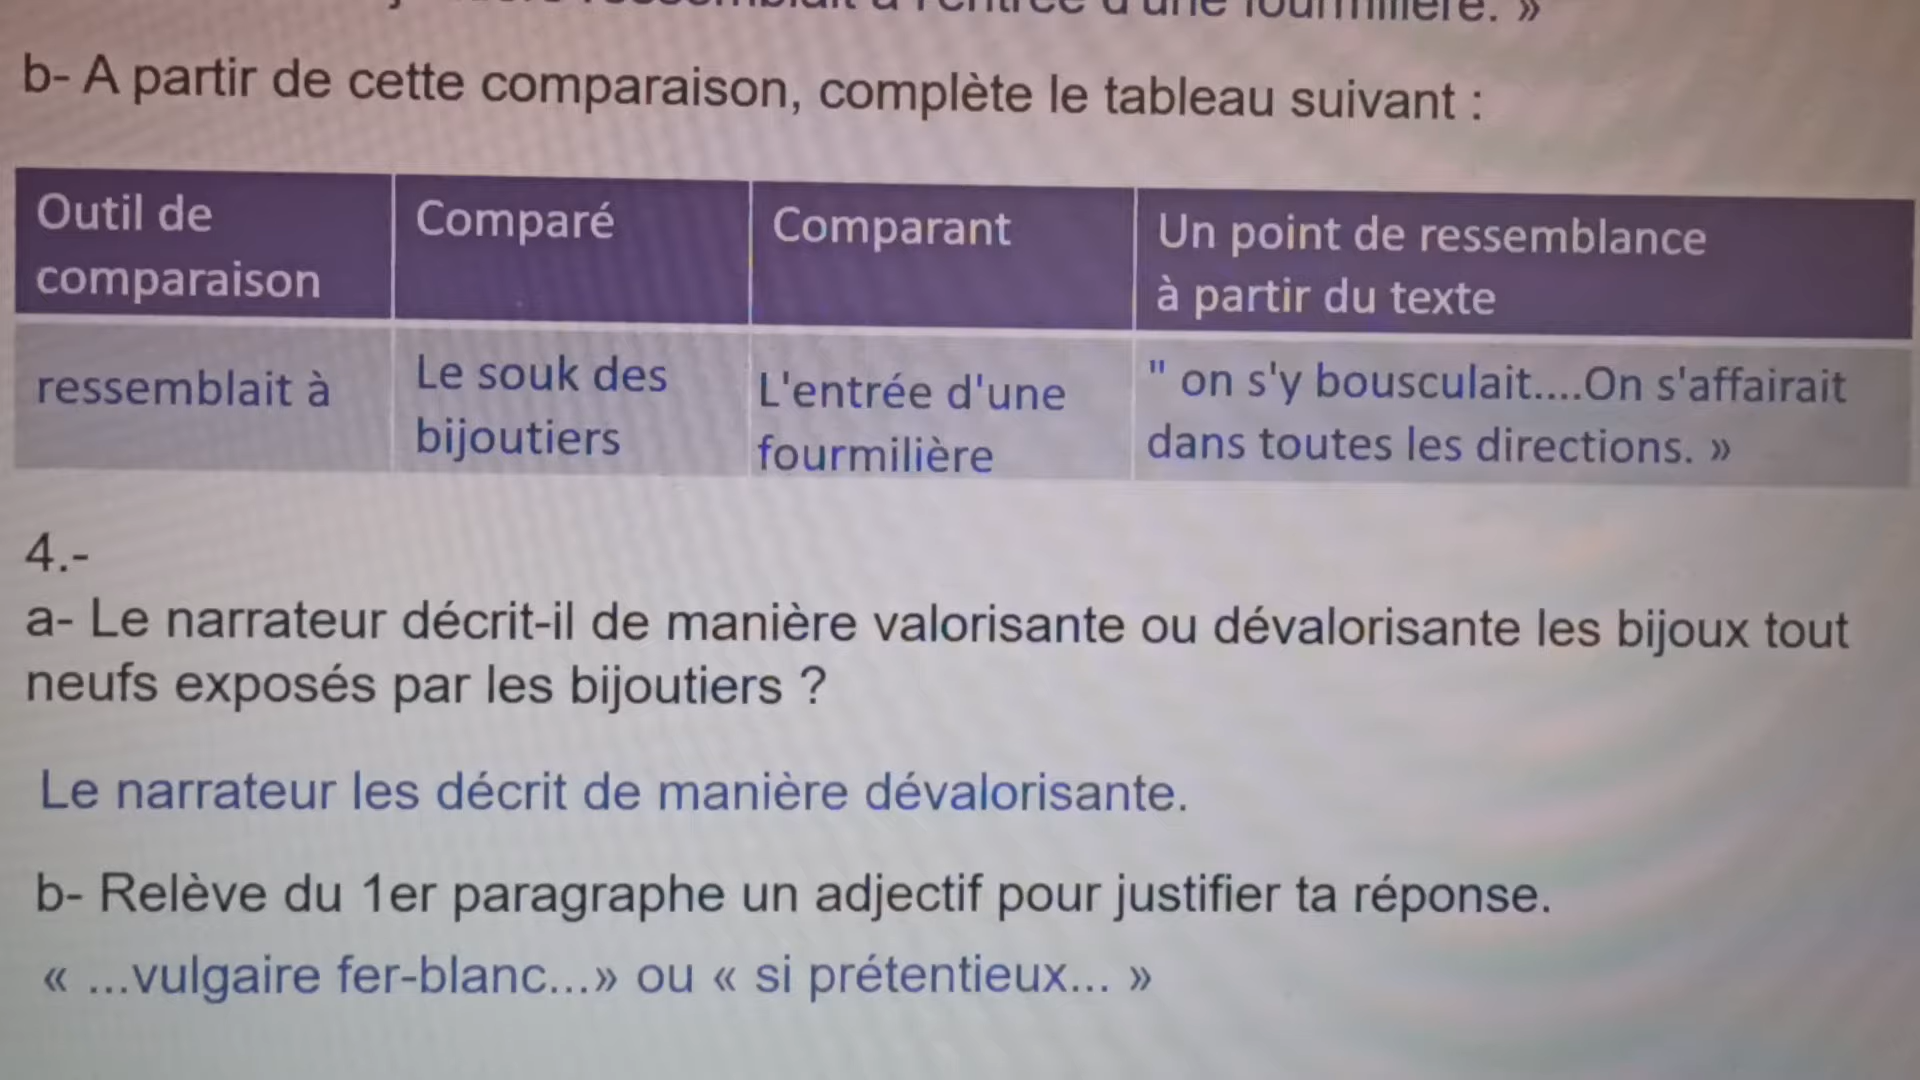 à l'entrée d'une fourmilière. »
b- A partir de cette comparaison, complète le tableau suivant :
Outil de comparaison
Comparé
Comparant
Un point de ressemblance
à partir du texte
ressemblait à
Le souk des
bijoutiers
L'entrée d'une
fourmilière
" on s'y bousculait....On s'affairait
dans toutes les directions. »
4.-
a- Le narrateur décrit-il de manière valorisante ou dévalorisante les bijoux tout
neufs exposés par les bijoutiers ?
Le narrateur les décrit de manière dévalorisante.
b- Relève du 1er paragraphe un adjectif pour justifier ta réponse.
« ...vulgaire fer-blanc...» ou « si prétentieux... »